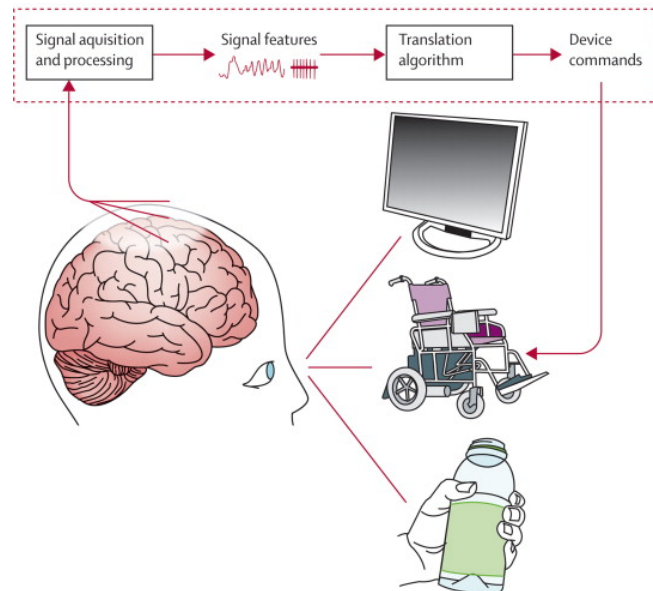 Signal aquisition
and processing
Signal features
Translation
algorithm
Device
commands